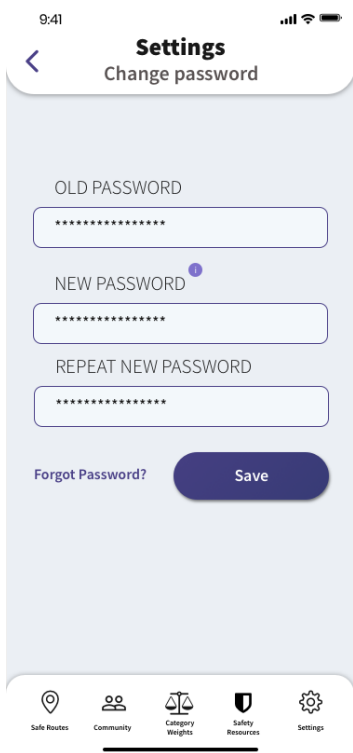 9:41
Settings
Change password
OLD PASSWORD
****************
NEW PASSWORD i
****************
REPEAT NEW PASSWORD
****************
Forgot Password?
Save
Safe Routes
Community
Category
Weights
Safety
Resources
Settings